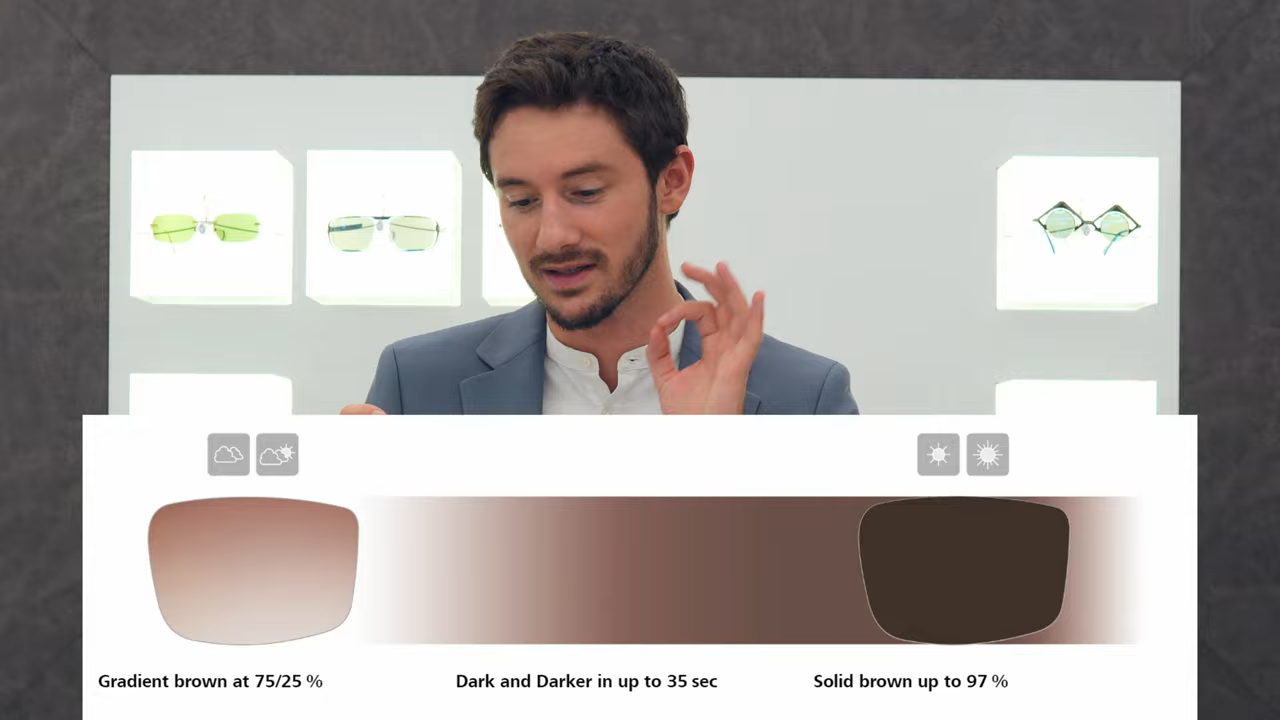 Gradient brown at 75/25 %
Dark and Darker in up to 35 sec
Solid brown up to 97 %